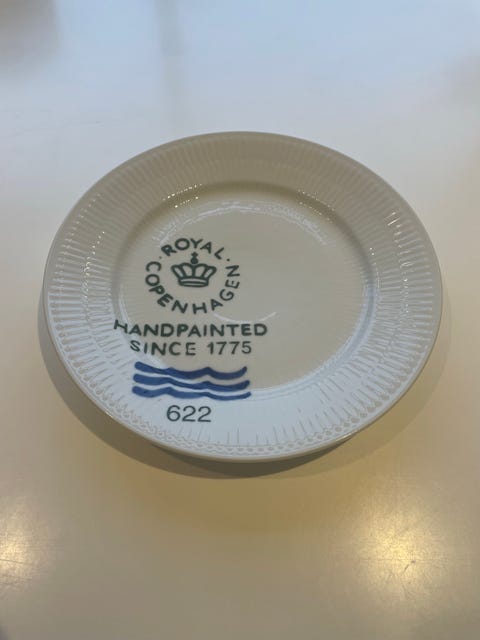 ROYAL
COPENHAGEN
HANDPAINTED
SINCE 1775
622